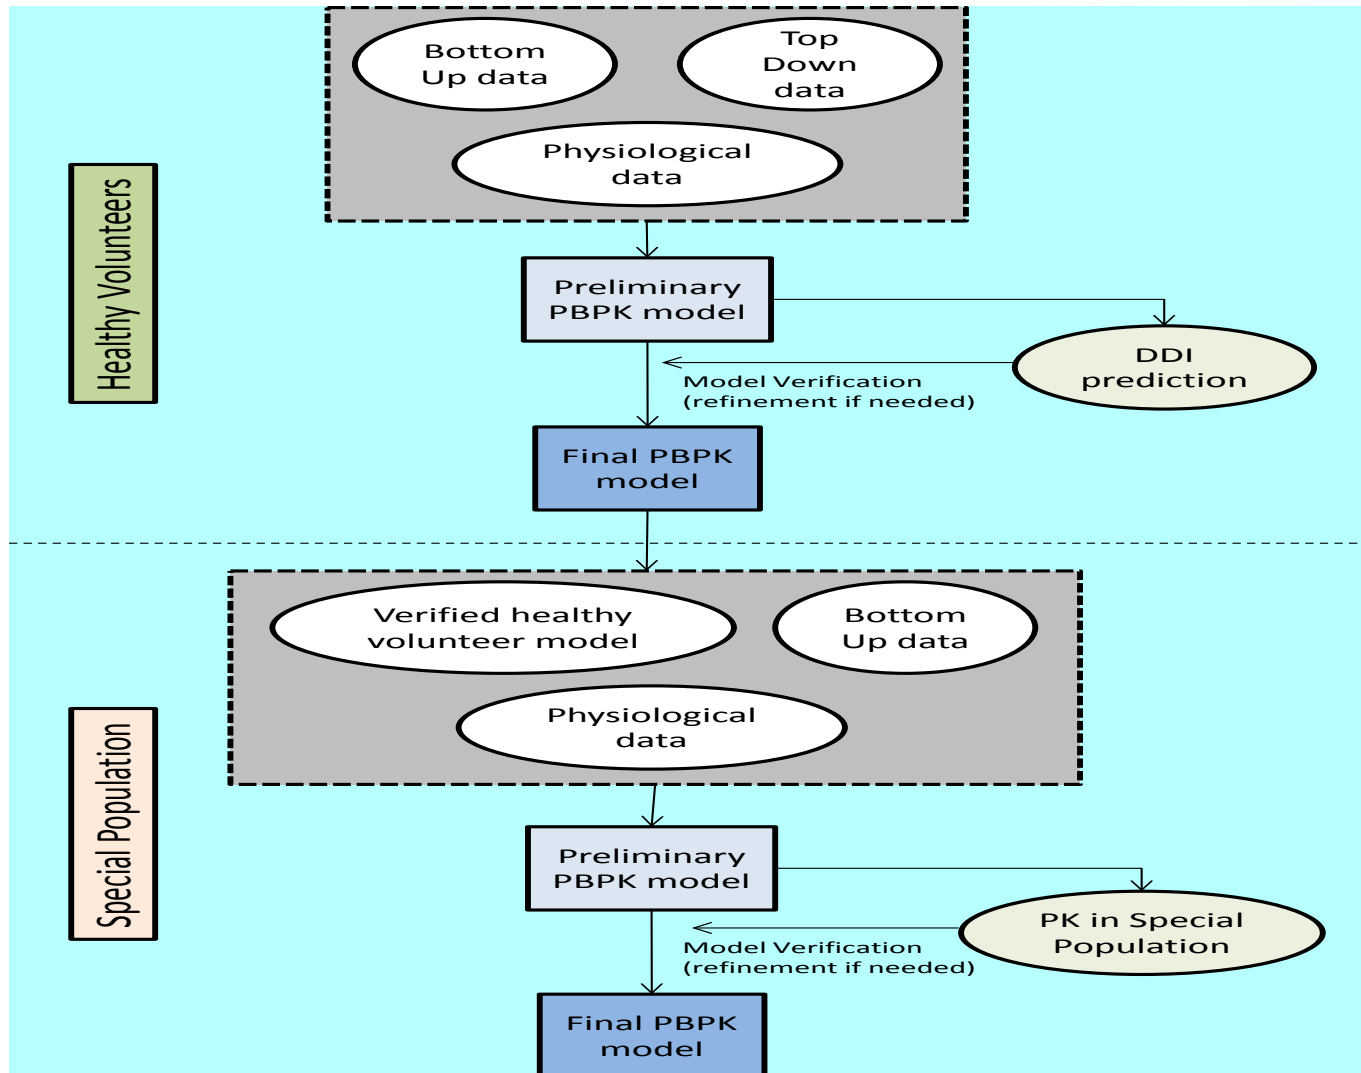 Bottom
Up data
Top
Down
data
Physiological
data
Healthy Volunteers
Preliminary
PBPK model
DDI
prediction
Model Verification
(refinement if needed)
Final PBPK
model
Verified healthy
volunteer model
Bottom
Up data
Physiological
data
Special Population
Preliminary
PBPK model
PK in Special
Population
Model Verification
(refinement if needed)
Final PBPK
model